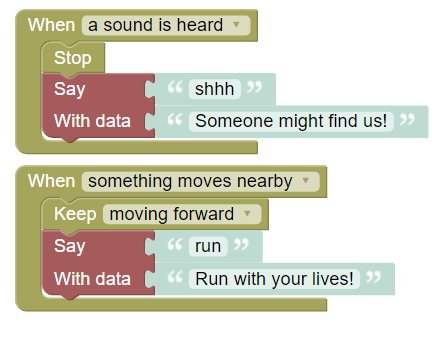 When a sound is heard
Stop
Say “ shhh ”
With data “ Someone might find us! ”
When something moves nearby
Keep moving forward
Say “ run ”
With data “ Run with your lives! ”